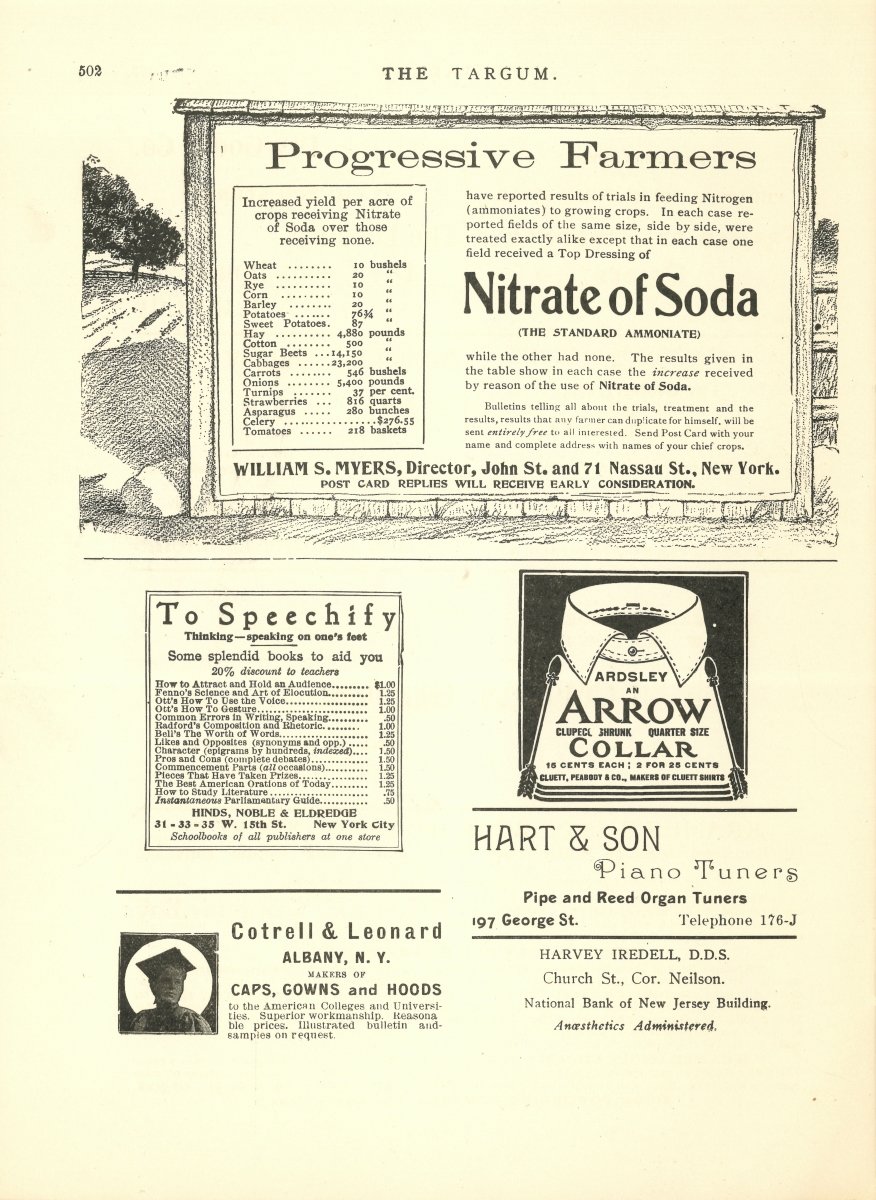 502
THE TARGUM.
Progressive Farmers
Increased yield per acre of
crops receiving Nitrate
of Soda over those
receiving none.
Wheat ........ 10 bushels
Oats .......... 20 “
Rye .......... 10 “
Corn ......... 10 “
Barley ........ 20 “
Potatoes ....... 76¾ “
Sweet Potatoes. 87 “
Hay .......... 4,880 pounds
Cotton ........ 500 “
Sugar Beets ...14,150 “
Cabbages ......23,200 “
Carrots ........ 546 bushels
Onions ........ 5,400 pounds
Turnips ....... 37 per cent.
Strawberries ... 816 quarts
Asparagus ..... 280 bunches
Celery ................$276.55
Tomatoes ...... 218 baskets
have reported results of trials in feeding Nitrogen
(ammoniates) to growing crops. In each case re-
ported fields of the same size, side by side, were
treated exactly alike except that in each case one
field received a Top Dressing of
Nitrate of Soda
(THE STANDARD AMMONIATE)
while the other had none. The results given in
the table show in each case the increase received
by reason of the use of Nitrate of Soda.
Bulletins telling all about the trials, treatment and the
results, results that any farmer can duplicate for himself, will be
sent entirely free to all interested. Send Post Card with your
name and complete address with names of your chief crops.
WILLIAM S. MYERS, Director, John St. and 71 Nassau St., New York.
POST CARD REPLIES WILL RECEIVE EARLY CONSIDERATION.
To Speechify
Thinking—speaking on one's feet
Some splendid books to aid you
20% discount to teachers
How to Attract and Hold an Audience......... $1.00
Fenno's Science and Art of Elocution.......... 1.25
Ott's How To Use the Voice.................... 1.25
Ott's How To Gesture.......................... 1.00
Common Errors in Writing, Speaking......... .50
Radford's Composition and Rhetoric......... 1.00
Bell's The Worth of Words.................... 1.25
Likes and Opposites (synonyms and opp.) ..... .50
Character (epigrams by hundreds, indexed).... 1.50
Pros and Cons (complete debates)............. 1.50
Commencement Parts (all occasions)........... 1.50
Pieces That Have Taken Prizes................ 1.25
The Best American Orations of Today......... 1.25
How to Study Literature ...................... .75
Instantaneous Parliamentary Guide............ .50
HINDS, NOBLE & ELDREDGE
31-33-35 W. 15th St. New York City
Schoolbooks of all publishers at one store
ARDSLEY
AN
ARROW
CLUPECO SHRUNK QUARTER SIZE
COLLAR
15 CENTS EACH; 2 FOR 25 CENTS
CLUETT, PEABODY & CO., MAKERS OF CLUETT SHIRTS
HART & SON
Piano Tuners
Pipe and Reed Organ Tuners
197 George St. Telephone 176-J
Cotrell & Leonard
ALBANY, N. Y.
MAKERS OF
CAPS, GOWNS and HOODS
to the American Colleges and Universi-
ties. Superior workmanship. Reasona
ble prices. Illustrated bulletin and-
samples on request.
HARVEY IREDELL, D.D.S.
Church St., Cor. Neilson.
National Bank of New Jersey Building.
Anæsthetics Administered.